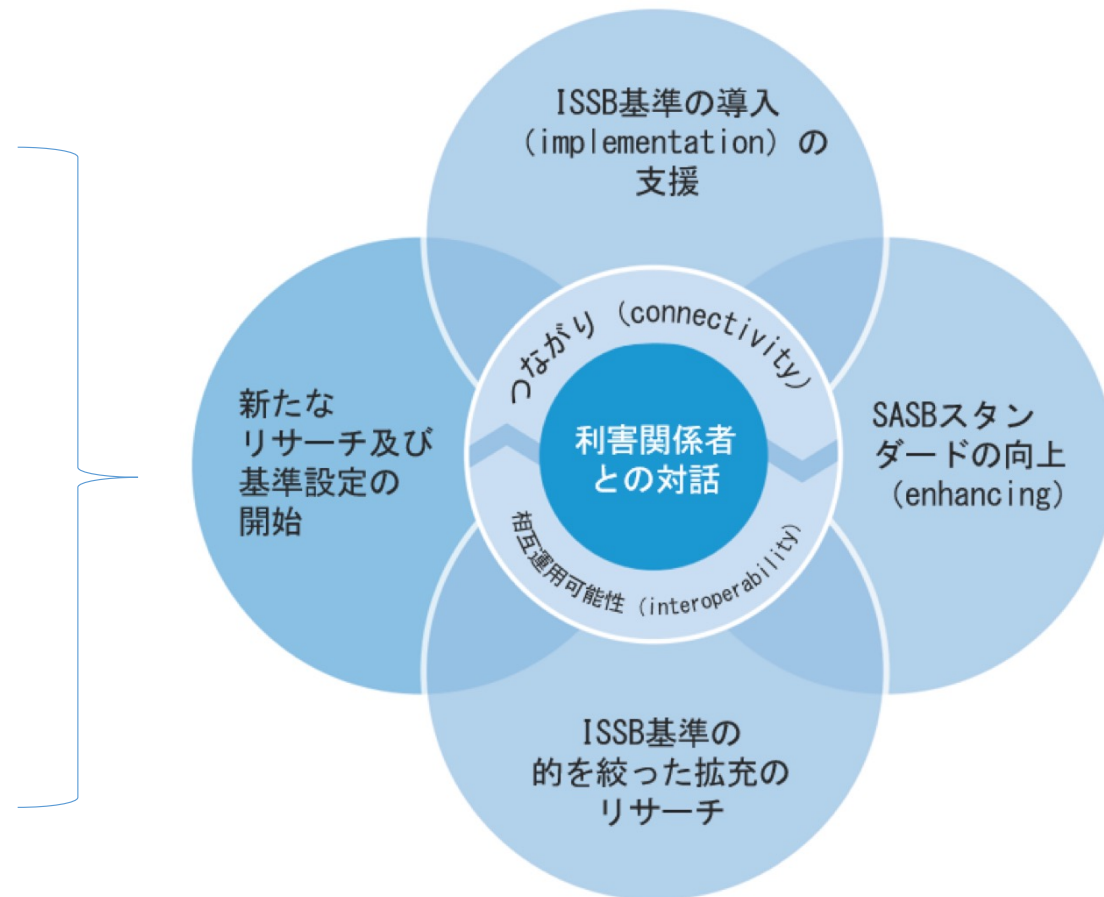 ISSB基準の導入
（implementation）の
支援
つながり（connectivity）
新たな
リサーチ及び
基準設定の
開始
利害関係者
との対話
SASBスタン
ダードの向上
（enhancing）
相互運用可能性（interoperability）
ISSB基準の
的を絞った拡充の
リサーチ